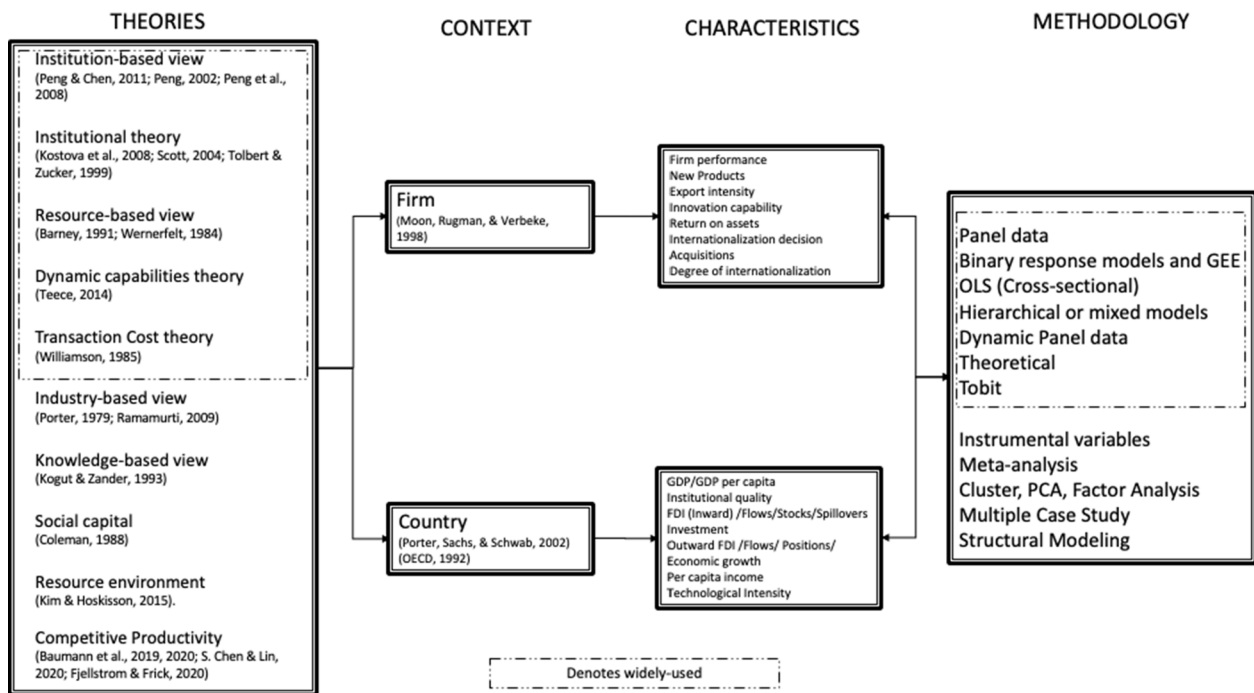 THEORIES
Institution-based view
(Peng & Chen, 2011; Peng, 2002; Peng et al.,
2008)
Institutional theory
(Kostova et al., 2008; Scott, 2004; Tolbert &
Zucker, 1999)
Resource-based view
(Barney, 1991; Wernerfelt, 1984)
Dynamic capabilities theory
(Teece, 2014)
Transaction Cost theory
(Williamson, 1985)
Industry-based view
(Porter, 1979; Ramamurti, 2009)
Knowledge-based view
(Kogut & Zander, 1993)
Social capital
(Coleman, 1988)
Resource environment
(Kim & Hoskisson, 2015).
Competitive Productivity
(Baumann et al., 2019, 2020; S. Chen & Lin,
2020; Fjellstrom & Frick, 2020)
CONTEXT
Firm
(Moon, Rugman, & Verbeke,
1998)
Country
(Porter, Sachs, & Schwab, 2002)
(OECD, 1992)
CHARACTERISTICS
Firm performance
New Products
Export intensity
Innovation capability
Return on assets
Internationalization decision
Acquisitions
Degree of internationalization
GDP/GDP per capita
Institutional quality
FDI (Inward) /Flows/Stocks/Spillovers
Investment
Outward FDI /Flows/ Positions/
Economic growth
Per capita income
Technological Intensity
METHODOLOGY
Panel data
Binary response models and GEE
OLS (Cross-sectional)
Hierarchical or mixed models
Dynamic Panel data
Theoretical
Tobit
Instrumental variables
Meta-analysis
Cluster, PCA, Factor Analysis
Multiple Case Study
Structural Modeling
Denotes widely-used